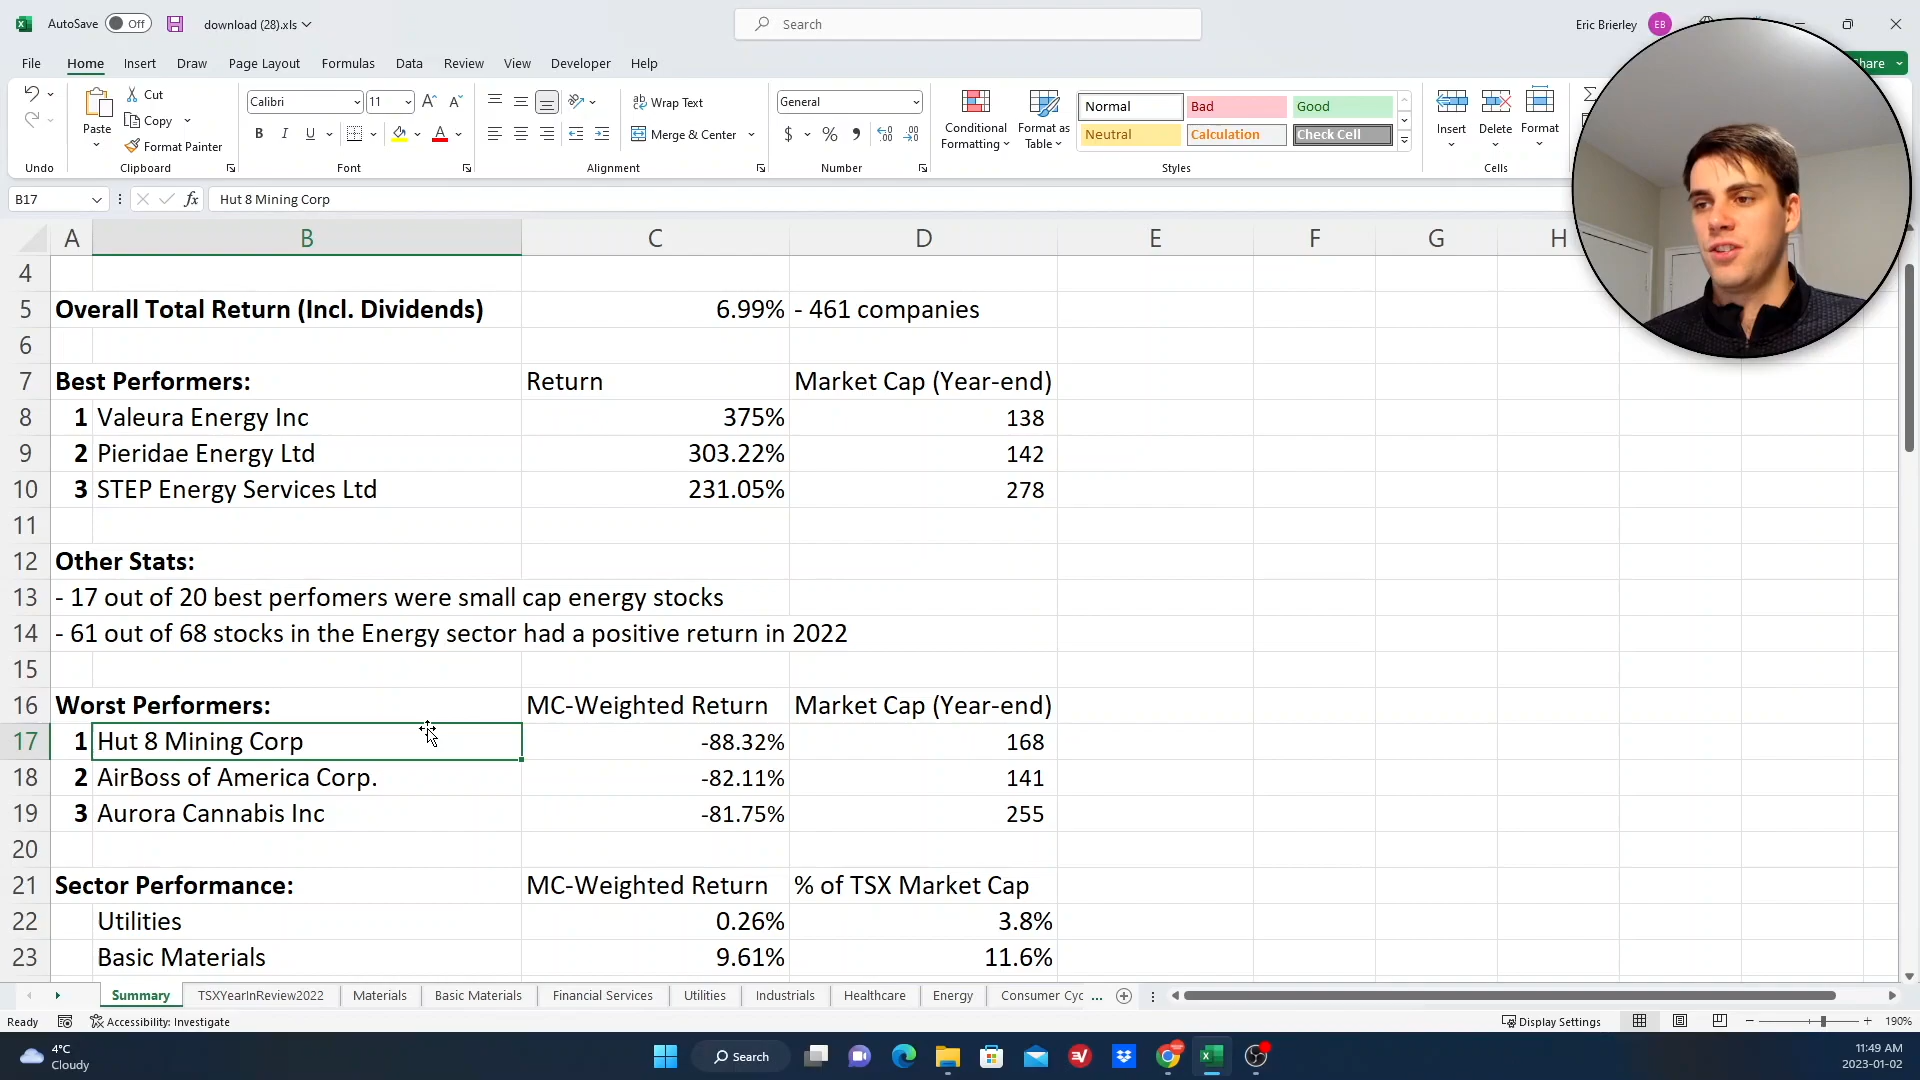 AutoSave Off download (28).xls Search Eric Brierley EB
File Home Insert Draw Page Layout Formulas Data Review View Developer Help Share
Cut
Copy
Format Painter
Paste
Calibri 11
B I U
Wrap Text
Merge & Center
General
$ % 9
Conditional Formatting
Format as Table
Normal Bad Good
Neutral Calculation Check Cell
Insert Delete Format
Undo Clipboard Font Alignment Number Styles Cells
B17 fx Hut 8 Mining Corp
A B C D E F G H
4
5 Overall Total Return (Incl. Dividends) 6.99% - 461 companies
6
7 Best Performers: Return Market Cap (Year-end)
8 1 Valeura Energy Inc 375% 138
9 2 Pieridae Energy Ltd 303.22% 142
10 3 STEP Energy Services Ltd 231.05% 278
11
12 Other Stats:
13 - 17 out of 20 best perfomers were small cap energy stocks
14 - 61 out of 68 stocks in the Energy sector had a positive return in 2022
15
16 Worst Performers: MC-Weighted Return Market Cap (Year-end)
17 1 Hut 8 Mining Corp -88.32% 168
18 2 AirBoss of America Corp. -82.11% 141
19 3 Aurora Cannabis Inc -81.75% 255
20
21 Sector Performance: MC-Weighted Return % of TSX Market Cap
22 Utilities 0.26% 3.8%
23 Basic Materials 9.61% 11.6%
Summary TSXYearInReview2022 Materials Basic Materials Financial Services Utilities Industrials Healthcare Energy Consumer Cyc ...
Ready Accessibility: Investigate Display Settings 190%
4°C
Cloudy
Search
11:49 AM
2023-01-02